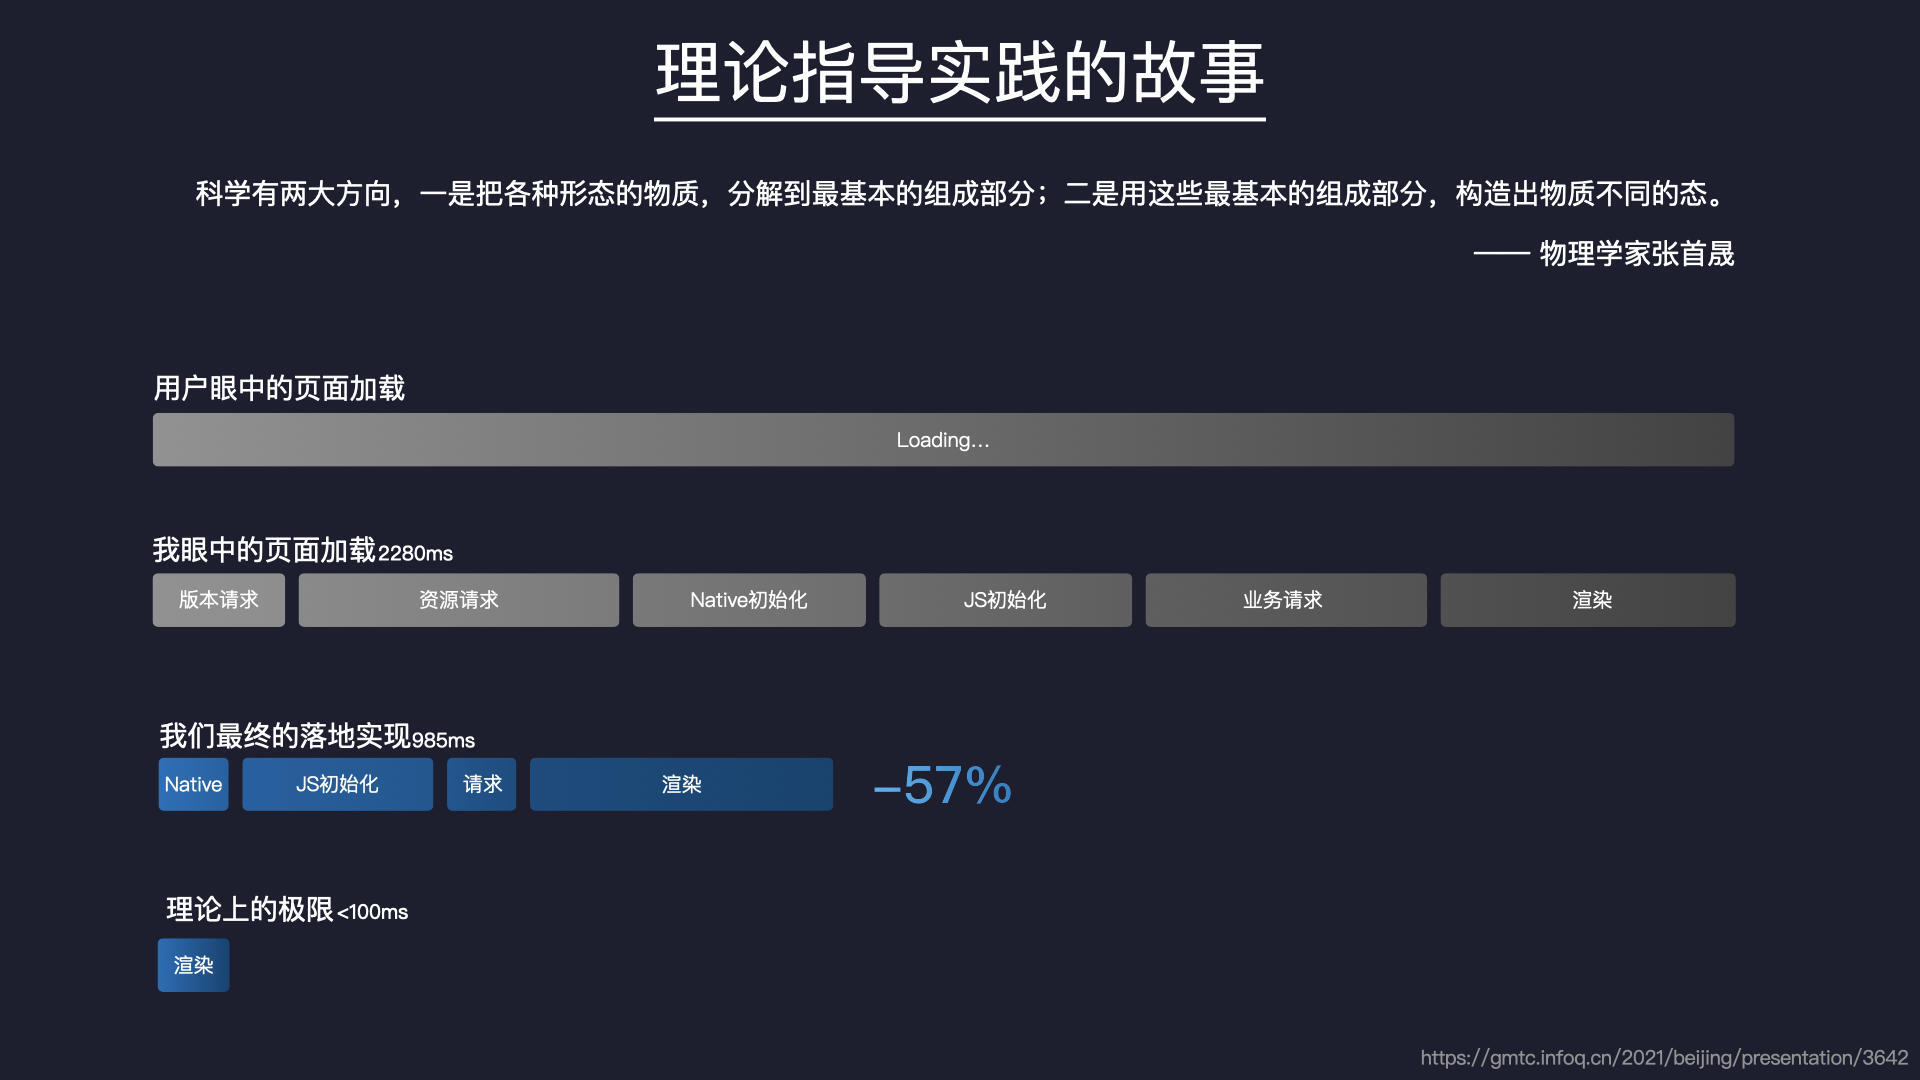 理论指导实践的故事
科学有两大方向，一是把各种形态的物质，分解到最基本的组成部分；二是用这些最基本的组成部分，构造出物质不同的态。
—— 物理学家张首晟
用户眼中的页面加载
Loading...
我眼中的页面加载2280ms
版本请求 资源请求 Native初始化 JS初始化 业务请求 渲染
我们最终的落地实现985ms
Native JS初始化 请求 渲染 -57%
理论上的极限<100ms
渲染
https://gmtc.infoq.cn/2021/beijing/presentation/3642